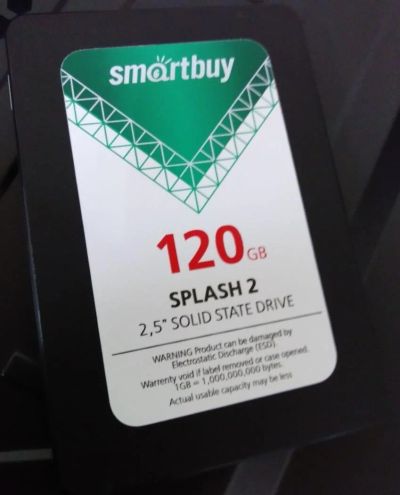 smartbuy
120GB
SPLASH 2
2,5" SOLID STATE DRIVE
WARNING Product can be damaged by
Electrostatic Discharge (ESD).
Warrenty void if label removed or case opened.
1GB = 1,000,000,000 bytes.
Actual usable capacity may be less